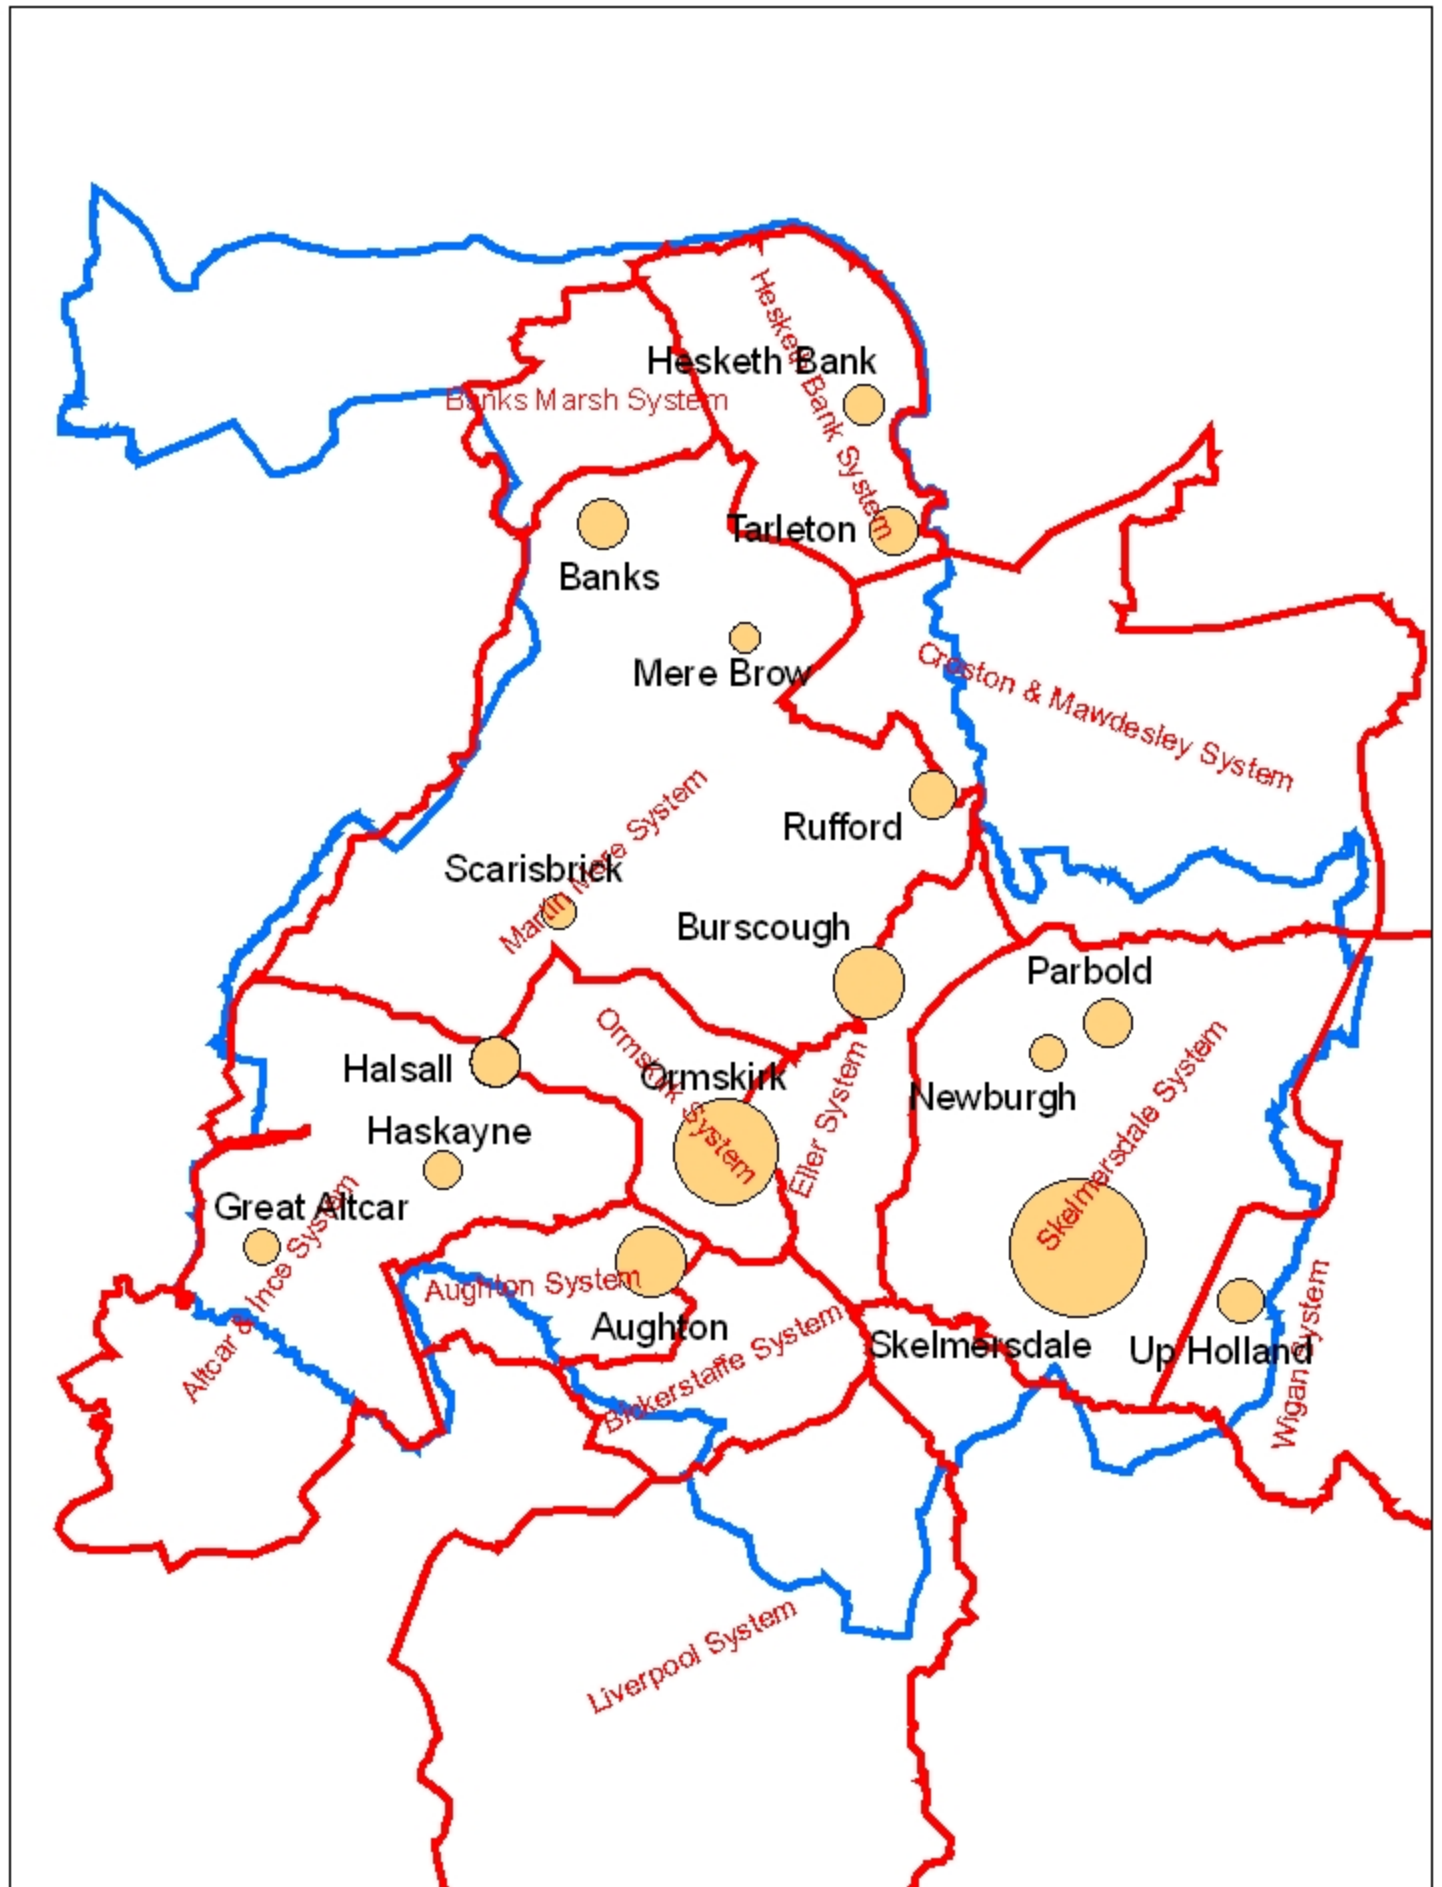 Hesketh Bank System
Hesketh Bank
Banks Marsh System
Tarleton
Banks
Mere Brow
Croston & Mawdesley System
Martin Mere System
Rufford
Scarisbrick
Burscough
Parbold
Ormskirk System
Halsall
Ormskirk
Eller System
Newburgh
Skelmersdale System
Haskayne
Great Altcar
Altcar & Ince System
Aughton System
Aughton
Bickerstaffe System
Skelmersdale
Up Holland
Wigan System
Liverpool System